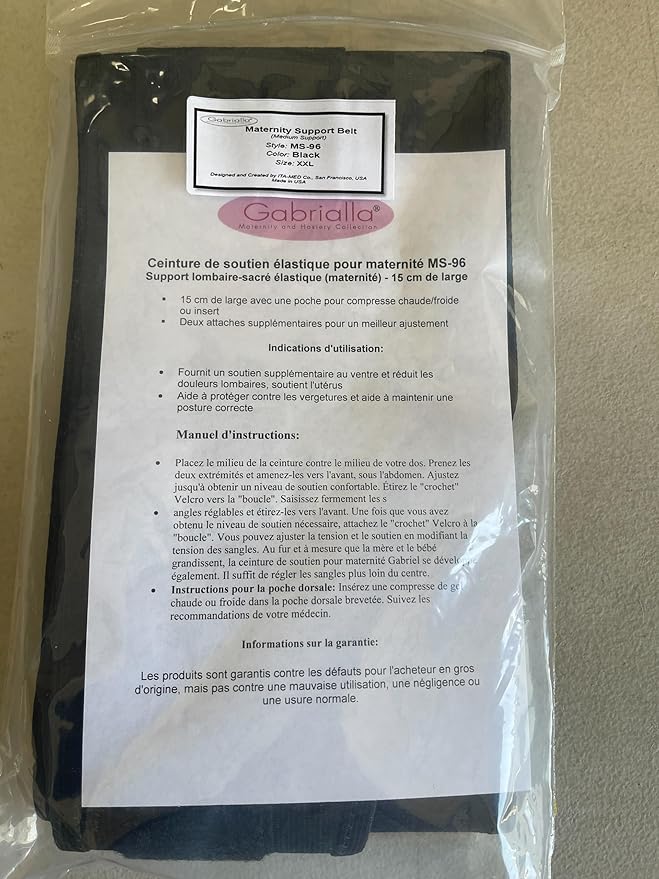 Gabrialla®
Maternity Support Belt
(Medium Support)
Style: MS-96
Color: Black
Size: XXL
Designed and Created by ITA-MED Co., San Francisco, USA
Made in USA
Gabrialla®
Maternity and Hosiery Collection
Ceinture de soutien élastique pour maternité MS-96
Support lombaire-sacré élastique (maternité) - 15 cm de large
▪ 15 cm de large avec une poche pour compresse chaude/froide
ou insert
▪ Deux attaches supplémentaires pour un meilleur ajustement
Indications d'utilisation:
• Fournit un soutien supplémentaire au ventre et réduit les
douleurs lombaires, soutient l'utérus
• Aide à protéger contre les vergetures et aide à maintenir une
posture correcte
Manuel d'instructions:
• Placez le milieu de la ceinture contre le milieu de votre dos. Prenez les
deux extrémités et amenez-les vers l'avant, sous l'abdomen. Ajustez
jusqu'à obtenir un niveau de soutien confortable. Étirez le "crochet"
Velcro vers la "boucle". Saisissez fermement les s
• angles réglables et étirez-les vers l'avant. Une fois que vous avez
obtenu le niveau de soutien nécessaire, attachez le "crochet" Velcro à la
"boucle". Vous pouvez ajuster la tension et le soutien en modifiant la
tension des sangles. Au fur et à mesure que la mère et le bébé
grandissent, la ceinture de soutien pour maternité Gabriel se développe
également. Il suffit de régler les sangles plus loin du centre.
• Instructions pour la poche dorsale: Insérez une compresse de gel
chaude ou froide dans la poche dorsale brevetée. Suivez les
recommandations de votre médecin.
Informations sur la garantie:
Les produits sont garantis contre les défauts pour l'acheteur en gros
d'origine, mais pas contre une mauvaise utilisation, une négligence ou
une usure normale.